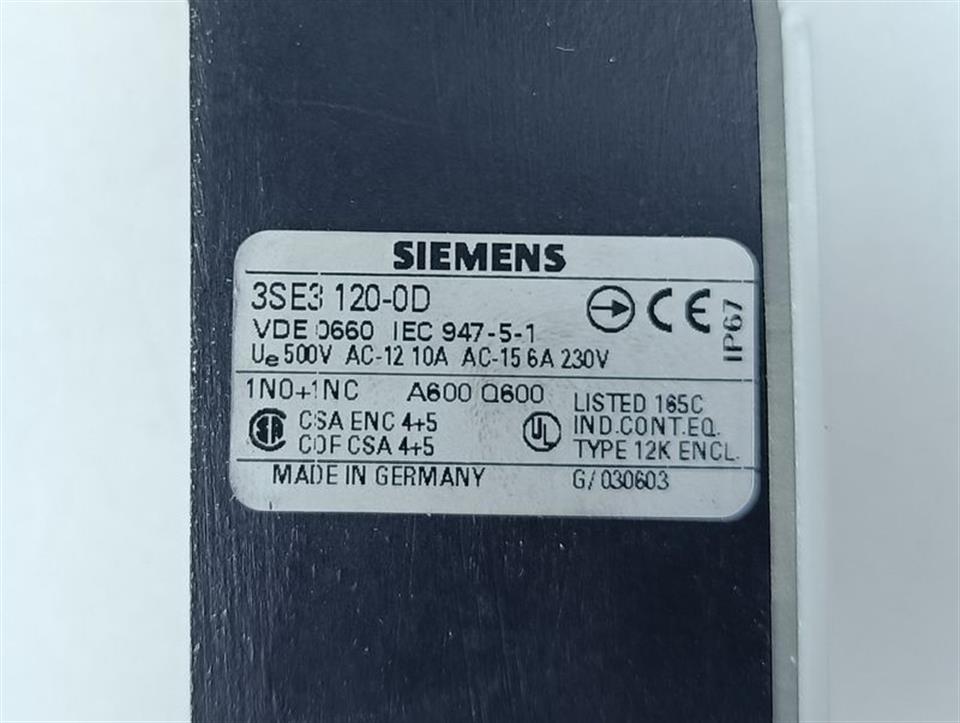 SIEMENS
3SE3 120-0D
VDE 0660 IEC 947-5-1
CE
IP67
Ue 500V AC-12 10A AC-15 6A 230V
1NO+1NC A600 Q600
CSA ENC 4+5
COF CSA 4+5
UL
LISTED 165C
IND.CONT.EQ.
TYPE 12K ENCL.
MADE IN GERMANY G/030603